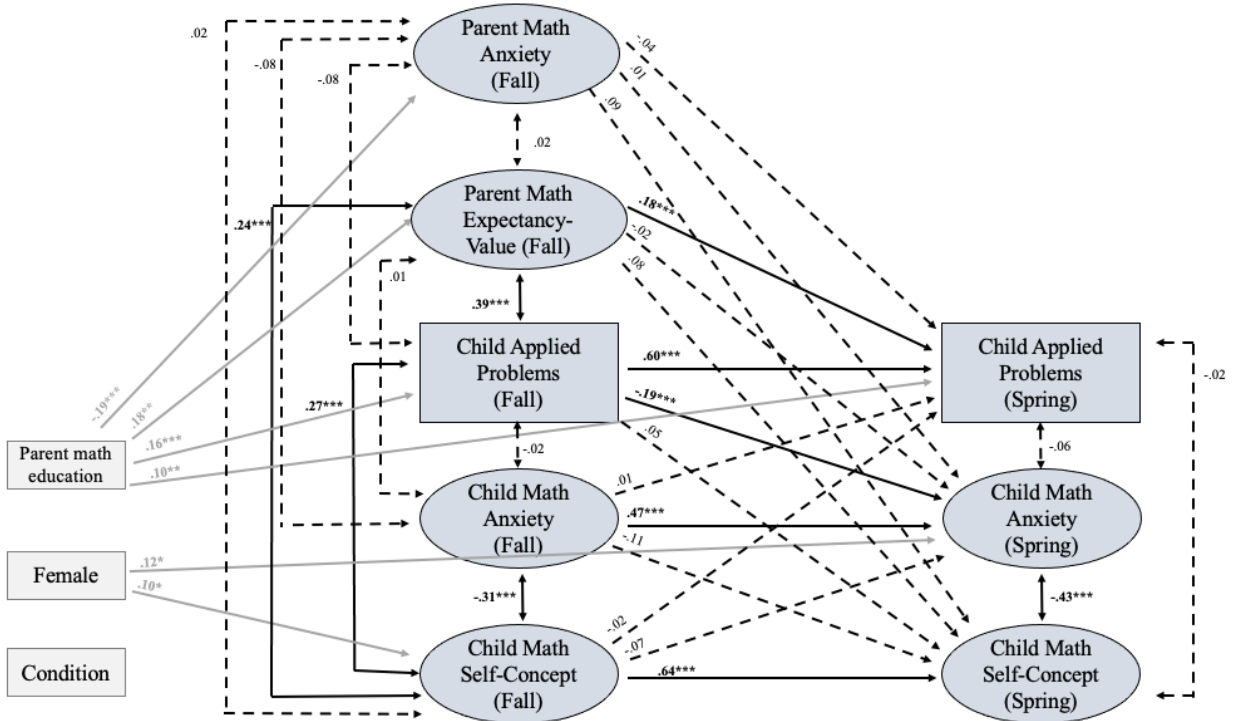 Parent Math
Anxiety
(Fall)
.02
-.08
-.08
-.04
.01
.09
.02
Parent Math
Expectancy-
Value (Fall)
.24***
.18***
-.02
.08
.01
.39***
Child Applied
Problems
(Fall)
.60***
-.19***
.05
.27***
-.02
Child Applied
Problems
(Spring)
-.02
-.06
Parent math
education
-.19***
.18**
.16***
.10**
Child Math
Anxiety
(Fall)
.01
.47***
-.11
-.31***
Child Math
Anxiety
(Spring)
-.43***
Female
.12*
.10*
Condition
Child Math
Self-Concept
(Fall)
-.02
-.07
.64***
Child Math
Self-Concept
(Spring)